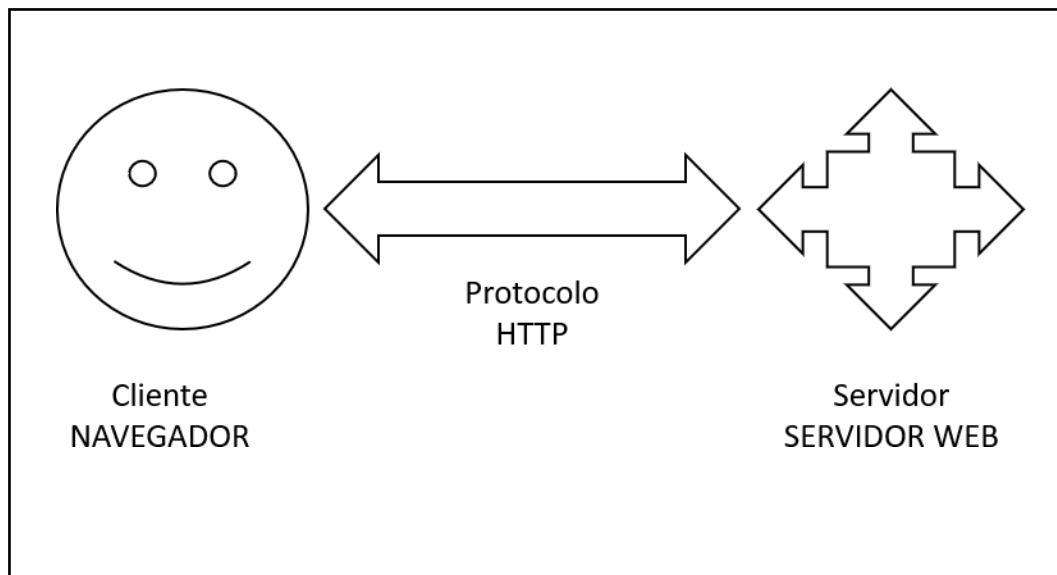 Protocolo
HTTP
Cliente
NAVEGADOR
Servidor
SERVIDOR WEB